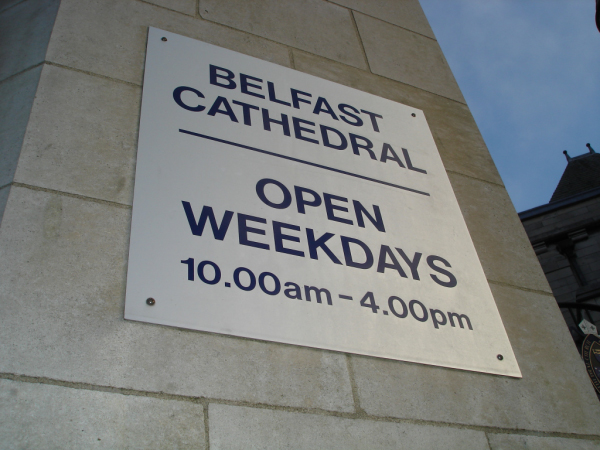 BELFAST
CATHEDRAL
OPEN
WEEKDAYS
10.00am - 4.00pm